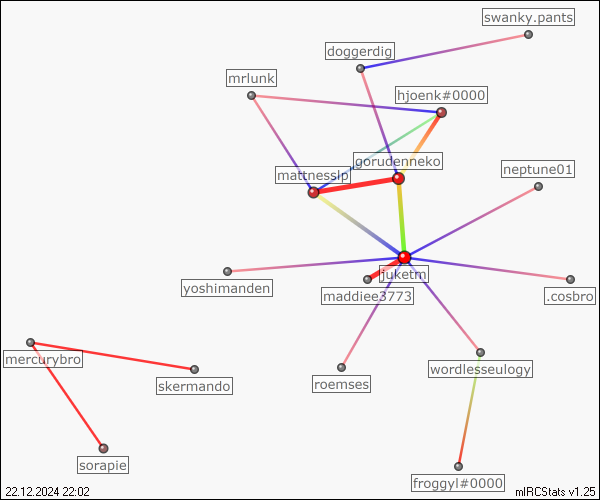 swanky.pants
doggerdig
mrlunk
hjoenk#0000
gorudenneko
neptune01
mattnesslp
juketm
yoshimanden
maddiee3773
.cosbro
mercurybro
wordlesseulogy
skermando
roemses
sorapie
froggyl#0000
22.12.2024 22:02
mIRCStats v1.25